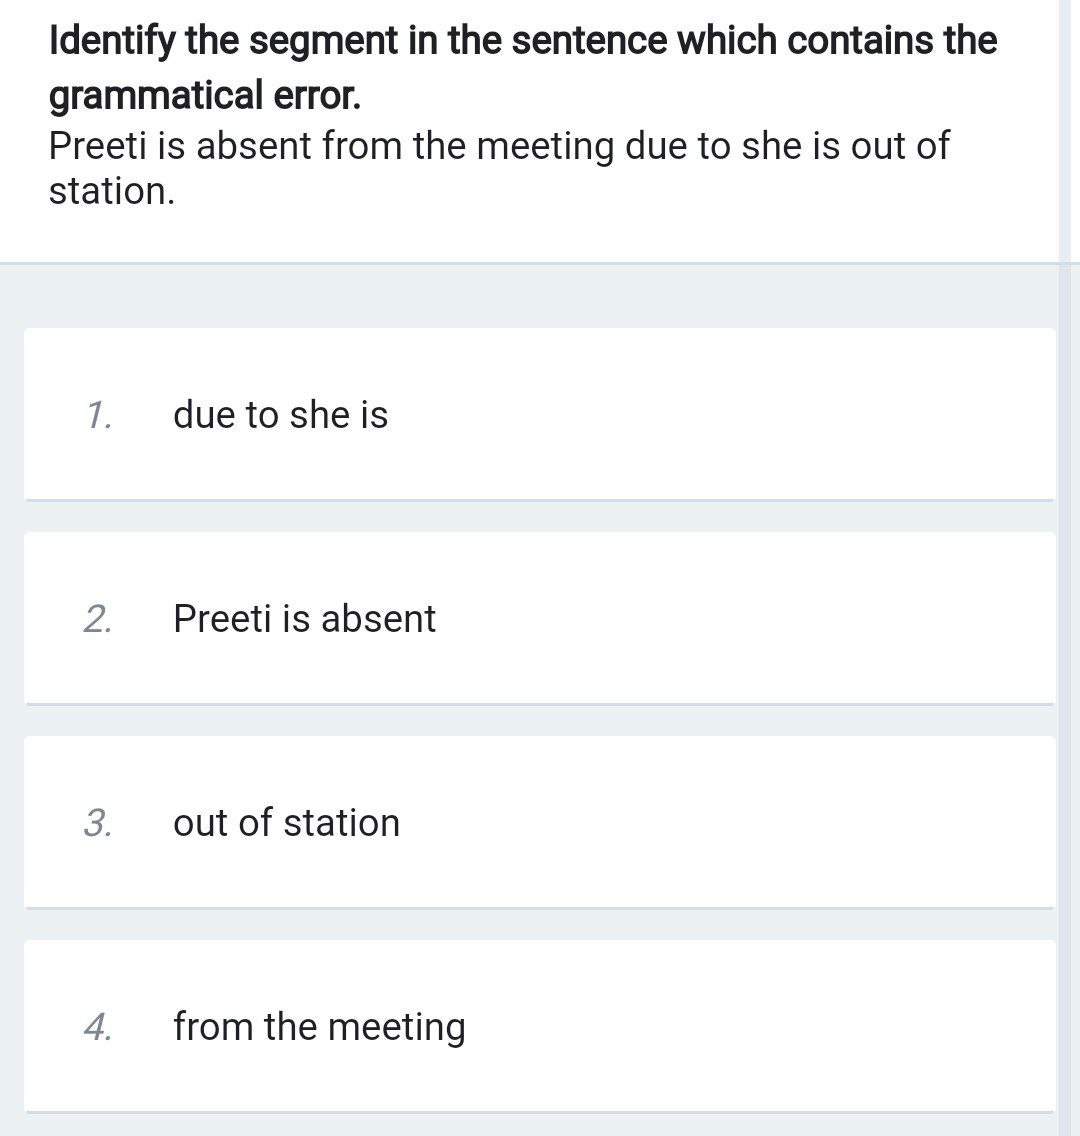 Identify the segment in the sentence which contains the
grammatical error.
Preeti is absent from the meeting due to she is out of
station.
1. due to she is
2. Preeti is absent
3. out of station
4. from the meeting